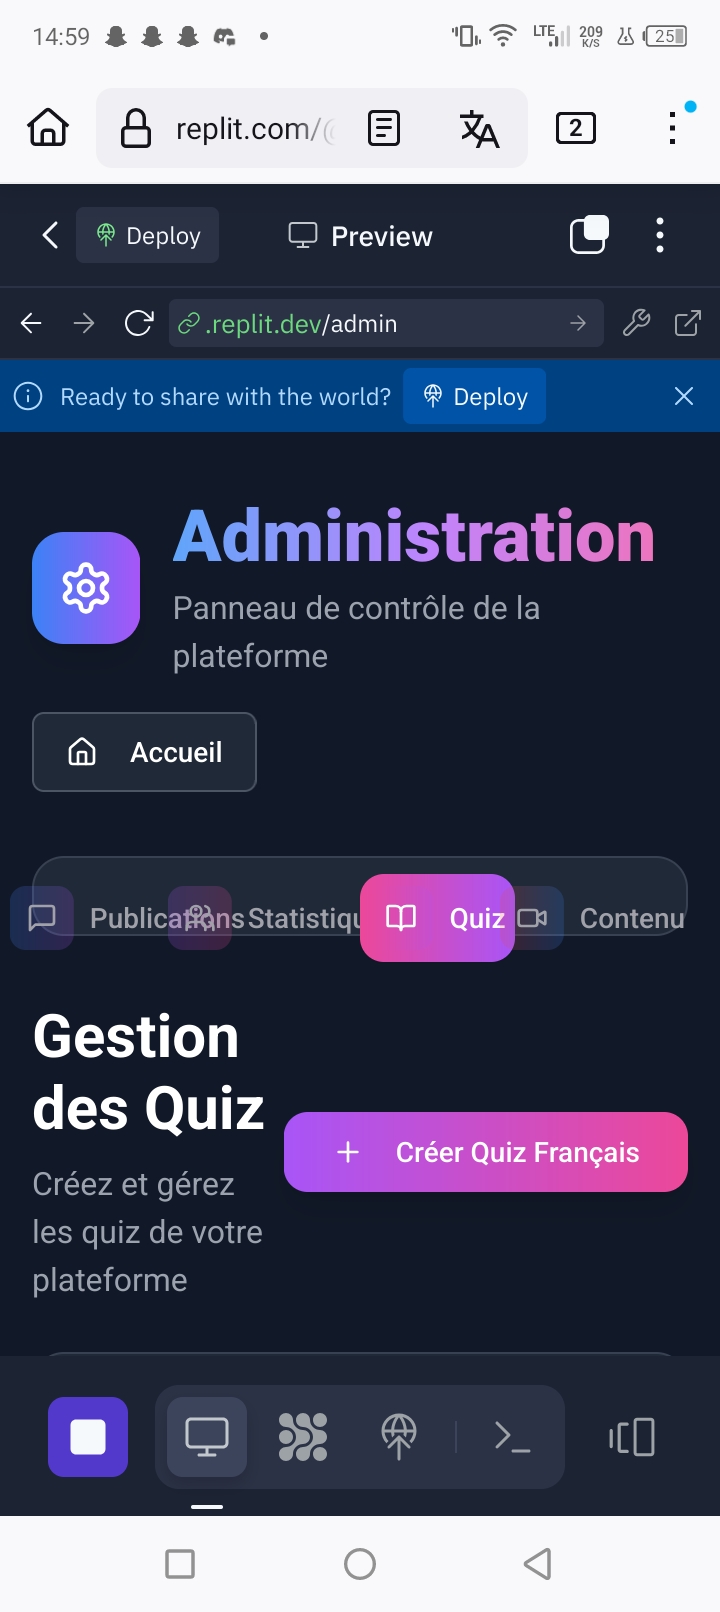 14:59
LTE 209 K/S 25
replit.com/(
2
Deploy Preview
.replit.dev/admin
Ready to share with the world? Deploy
Administration
Panneau de contrôle de la
plateforme
Accueil
Publications Statistiqu Quiz Contenu
Gestion
des Quiz
Créer Quiz Français
Créez et gérez
les quiz de votre
plateforme